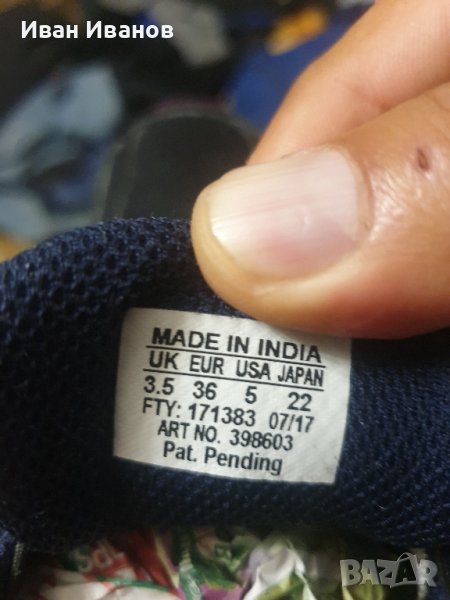 Иван Иванов
MADE IN INDIA
UK EUR USA JAPAN
3.5 36 5 22
FTY: 171383 07/17
ART NO. 398603
Pat. Pending
BAZAR